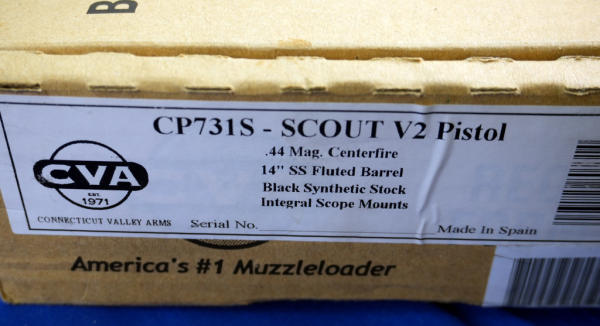 B
CP731S - SCOUT V2 Pistol
.44 Mag. Centerfire
14" SS Fluted Barrel
Black Synthetic Stock
Integral Scope Mounts
CVA
EST.
1971
CONNECTICUT VALLEY ARMS
Serial No.
Made In Spain
America's #1 Muzzleloader